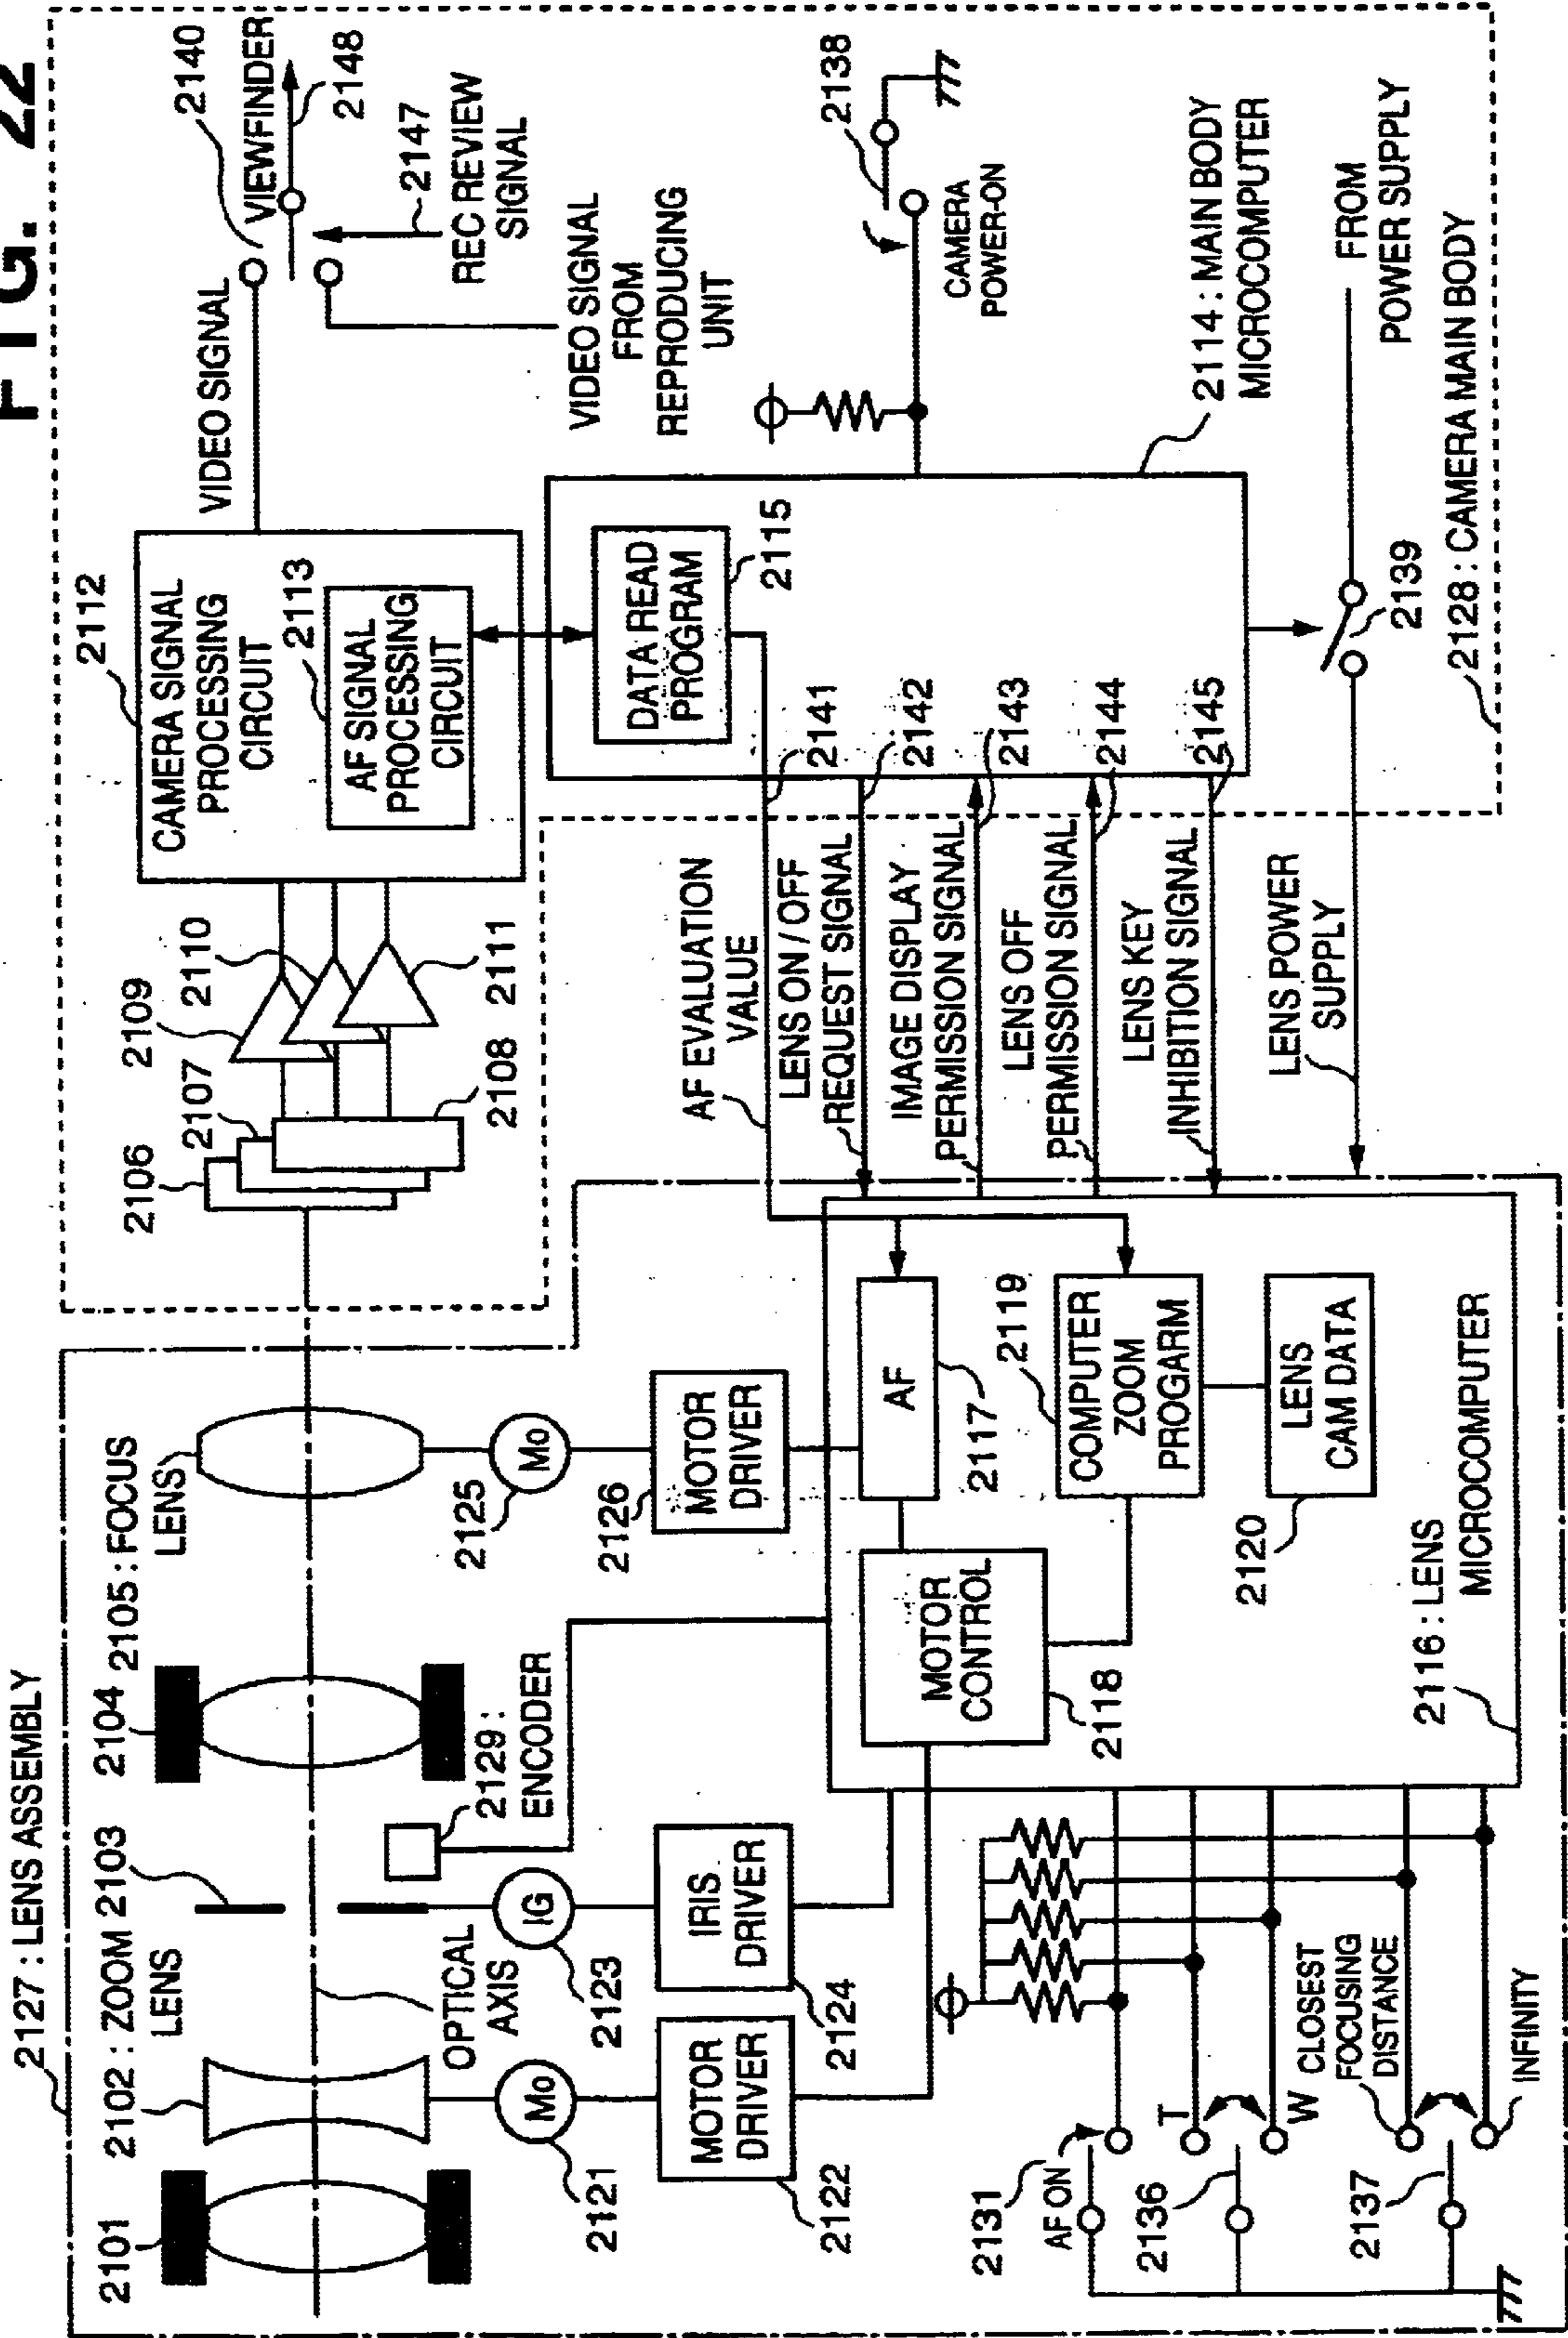 FIG. 22
2127 : LENS ASSEMBLY
2101
2102 : ZOOM
LENS
2103
2104
2105 : FOCUS
LENS
OPTICAL
AXIS
2129 :
ENCODER
Mo
2121
IG
2123
Mo
2125
MOTOR
DRIVER
2122
IRIS
DRIVER
2124
MOTOR
DRIVER
2126
2106
2107
2108
2109
2110
2111
2112
CAMERA SIGNAL
PROCESSING
CIRCUIT
2113
AF SIGNAL
PROCESSING
CIRCUIT
VIDEO SIGNAL
2140
VIEWFINDER
2148
2147
REC REVIEW
SIGNAL
VIDEO SIGNAL
FROM
REPRODUCING
UNIT
DATA READ
PROGRAM
2115
2141
2142
2143
2144
2145
2138
CAMERA
POWER-ON
2114 : MAIN BODY
MICROCOMPUTER
FROM
POWER SUPPLY
2139
2128 : CAMERA MAIN BODY
AF EVALUATION
VALUE
LENS ON / OFF
REQUEST SIGNAL
IMAGE DISPLAY
PERMISSION SIGNAL
LENS OFF
PERMISSION SIGNAL
LENS KEY
INHIBITION SIGNAL
LENS POWER
SUPPLY
AF
2117
MOTOR
CONTROL
2118
2119
COMPUTER
ZOOM
PROGARM
LENS
CAM DATA
2120
2116 : LENS
MICROCOMPUTER
2131
AF ON
2136
T
W
2137
CLOSEST
FOCUSING
DISTANCE
INFINITY